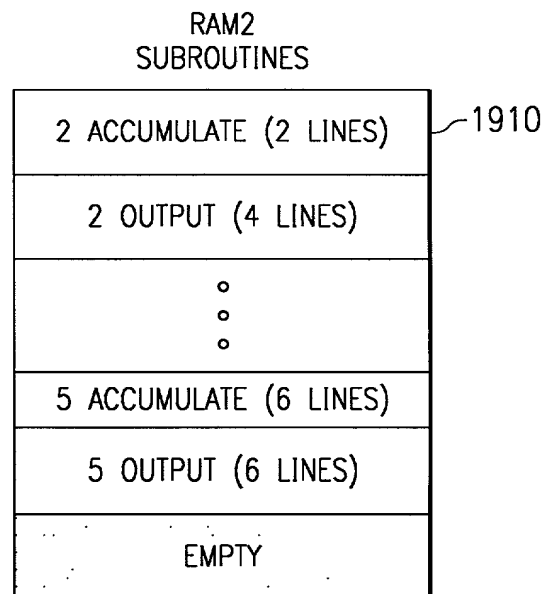 RAM2
SUBROUTINES
2 ACCUMULATE (2 LINES)
1910
2 OUTPUT (4 LINES)
5 ACCUMULATE (6 LINES)
5 OUTPUT (6 LINES)
EMPTY